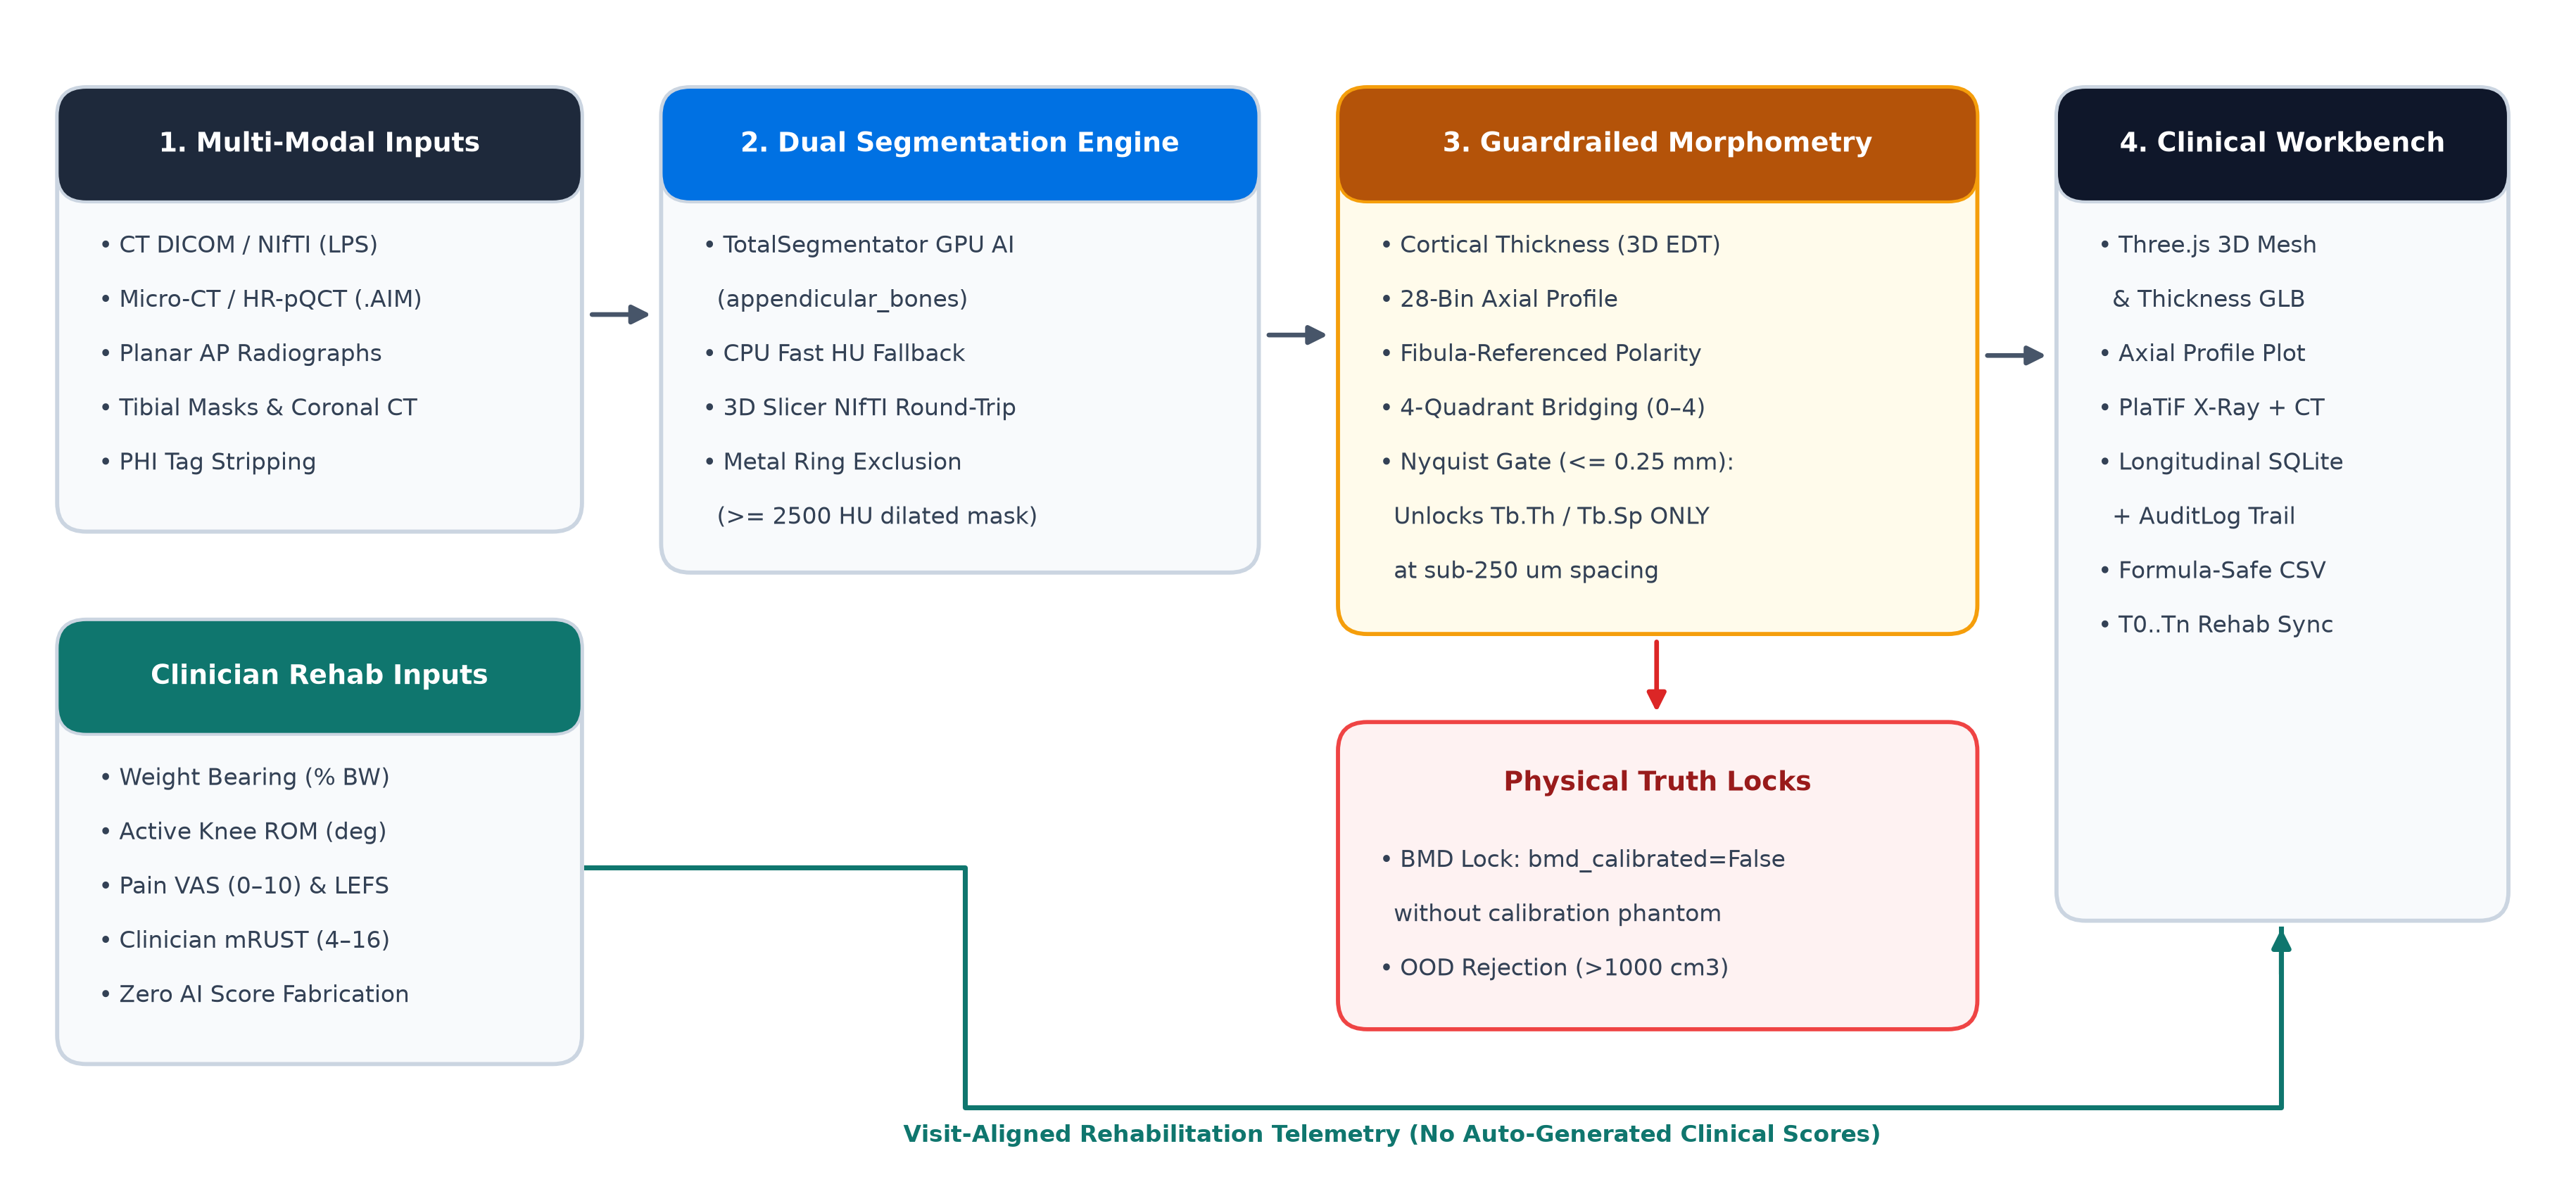 1. Multi-Modal Inputs
• CT DICOM / NIfTI (LPS)
• Micro-CT / HR-pQCT (.AIM)
• Planar AP Radiographs
• Tibial Masks & Coronal CT
• PHI Tag Stripping
2. Dual Segmentation Engine
• TotalSegmentator GPU AI
(appendicular_bones)
• CPU Fast HU Fallback
• 3D Slicer NIfTI Round-Trip
• Metal Ring Exclusion
(>= 2500 HU dilated mask)
3. Guardrailed Morphometry
• Cortical Thickness (3D EDT)
• 28-Bin Axial Profile
• Fibula-Referenced Polarity
• 4-Quadrant Bridging (0–4)
• Nyquist Gate (<= 0.25 mm):
Unlocks Tb.Th / Tb.Sp ONLY
at sub-250 um spacing
4. Clinical Workbench
• Three.js 3D Mesh
& Thickness GLB
• Axial Profile Plot
• PlaTiF X-Ray + CT
• Longitudinal SQLite
+ AuditLog Trail
• Formula-Safe CSV
• T0..Tn Rehab Sync
Clinician Rehab Inputs
• Weight Bearing (% BW)
• Active Knee ROM (deg)
• Pain VAS (0–10) & LEFS
• Clinician mRUST (4–16)
• Zero AI Score Fabrication
Physical Truth Locks
• BMD Lock: bmd_calibrated=False
without calibration phantom
• OOD Rejection (>1000 cm3)
Visit-Aligned Rehabilitation Telemetry (No Auto-Generated Clinical Scores)